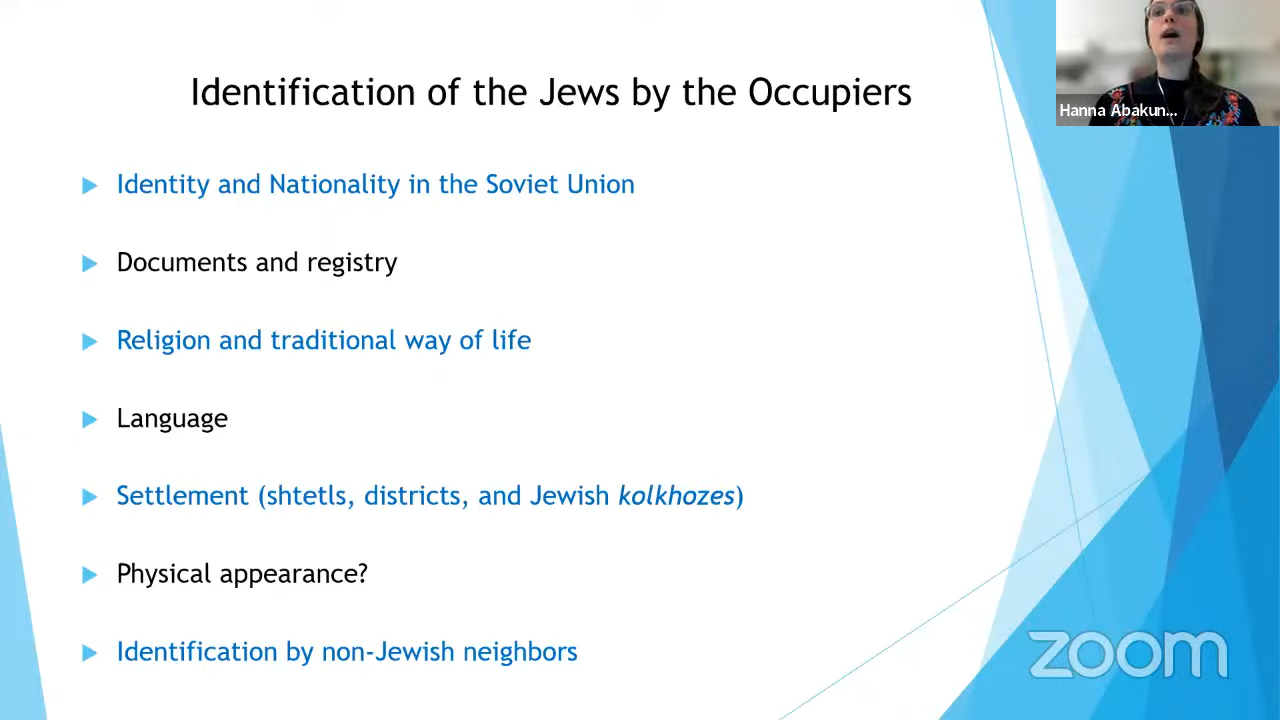 Identification of the Jews by the Occupiers
Hanna Abakun...
Identity and Nationality in the Soviet Union
Documents and registry
Religion and traditional way of life
Language
Settlement (shtetls, districts, and Jewish kolkhozes)
Physical appearance?
Identification by non-Jewish neighbors
zoom